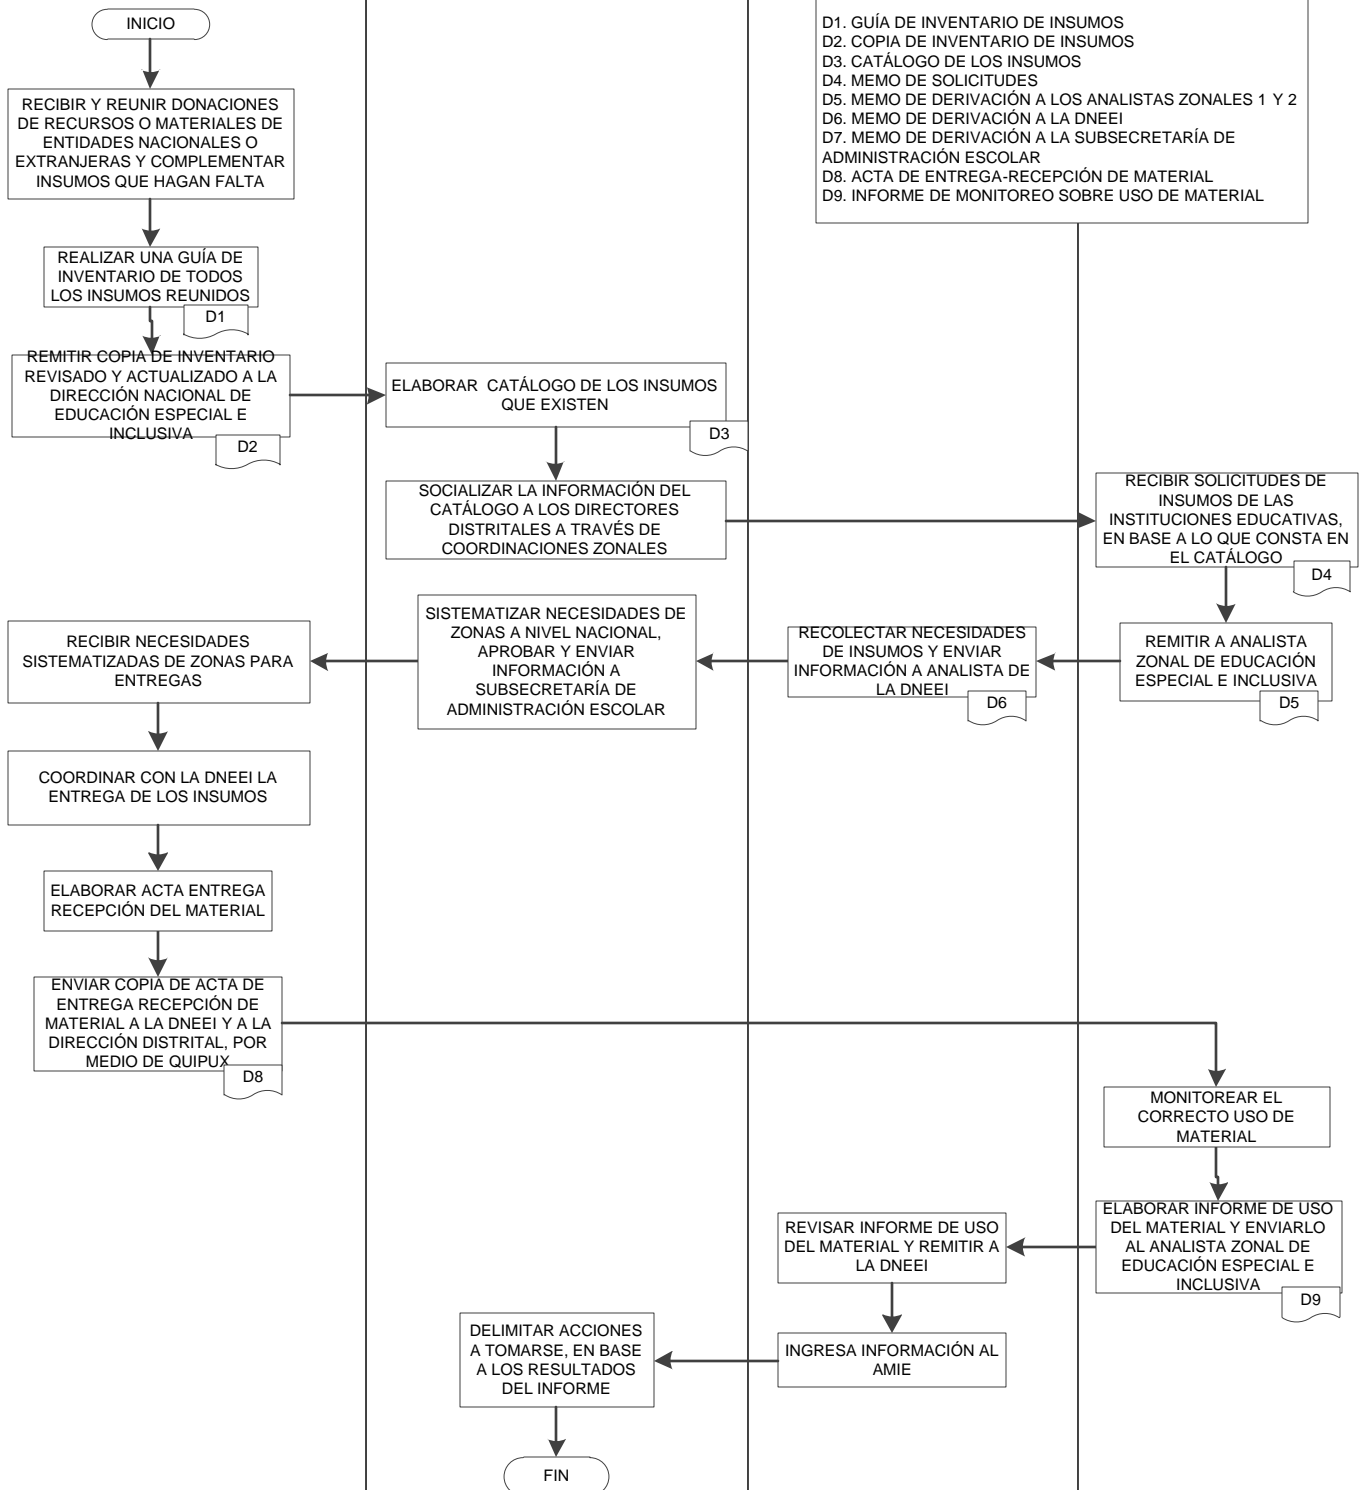 INICIO
D1. GUÍA DE INVENTARIO DE INSUMOS
D2. COPIA DE INVENTARIO DE INSUMOS
D3. CATÁLOGO DE LOS INSUMOS
D4. MEMO DE SOLICITUDES
D5. MEMO DE DERIVACIÓN A LOS ANALISTAS ZONALES 1 Y 2
D6. MEMO DE DERIVACIÓN A LA DNEEI
D7. MEMO DE DERIVACIÓN A LA SUBSECRETARÍA DE
ADMINISTRACIÓN ESCOLAR
D8. ACTA DE ENTREGA-RECEPCIÓN DE MATERIAL
D9. INFORME DE MONITOREO SOBRE USO DE MATERIAL
RECIBIR Y REUNIR DONACIONES
DE RECURSOS O MATERIALES DE
ENTIDADES NACIONALES O
EXTRANJERAS Y COMPLEMENTAR
INSUMOS QUE HAGAN FALTA
REALIZAR UNA GUÍA DE
INVENTARIO DE TODOS
LOS INSUMOS REUNIDOS
D1
REMITIR COPIA DE INVENTARIO
REVISADO Y ACTUALIZADO A LA
DIRECCIÓN NACIONAL DE
EDUCACIÓN ESPECIAL E
INCLUSIVA
D2
ELABORAR CATÁLOGO DE LOS INSUMOS
QUE EXISTEN
D3
SOCIALIZAR LA INFORMACIÓN DEL
CATÁLOGO A LOS DIRECTORES
DISTRITALES A TRAVÉS DE
COORDINACIONES ZONALES
RECIBIR SOLICITUDES DE
INSUMOS DE LAS
INSTITUCIONES EDUCATIVAS,
EN BASE A LO QUE CONSTA EN
EL CATÁLOGO
D4
REMITIR A ANALISTA
ZONAL DE EDUCACIÓN
ESPECIAL E INCLUSIVA
D5
RECOLECTAR NECESIDADES
DE INSUMOS Y ENVIAR
INFORMACIÓN A ANALISTA DE
LA DNEEI
D6
SISTEMATIZAR NECESIDADES DE
ZONAS A NIVEL NACIONAL,
APROBAR Y ENVIAR
INFORMACIÓN A
SUBSECRETARÍA DE
ADMINISTRACIÓN ESCOLAR
RECIBIR NECESIDADES
SISTEMATIZADAS DE ZONAS PARA
ENTREGAS
COORDINAR CON LA DNEEI LA
ENTREGA DE LOS INSUMOS
ELABORAR ACTA ENTREGA
RECEPCIÓN DEL MATERIAL
ENVIAR COPIA DE ACTA DE
ENTREGA RECEPCIÓN DE
MATERIAL A LA DNEEI Y A LA
DIRECCIÓN DISTRITAL, POR
MEDIO DE QUIPUX
D8
MONITOREAR EL
CORRECTO USO DE
MATERIAL
ELABORAR INFORME DE USO
DEL MATERIAL Y ENVIARLO
AL ANALISTA ZONAL DE
EDUCACIÓN ESPECIAL E
INCLUSIVA
D9
REVISAR INFORME DE USO
DEL MATERIAL Y REMITIR A
LA DNEEI
INGRESA INFORMACIÓN AL
AMIE
DELIMITAR ACCIONES
A TOMARSE, EN BASE
A LOS RESULTADOS
DEL INFORME
FIN